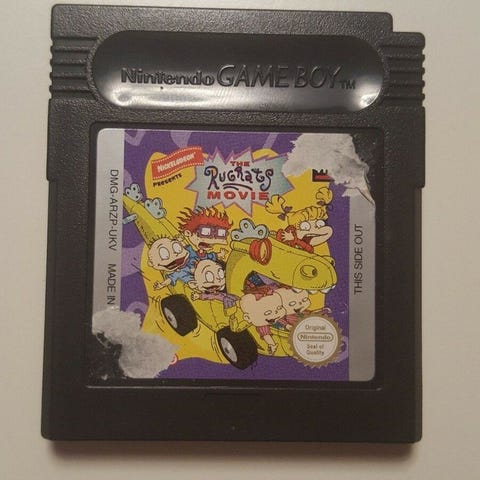 Nintendo GAME BOY TM
NICKELODEON
PRESENTS
THE
RUGRATS
MOVIE
DMG-ARZP-UKV
MADE IN
THIS SIDE OUT
Original
Nintendo
Seal of
Quality